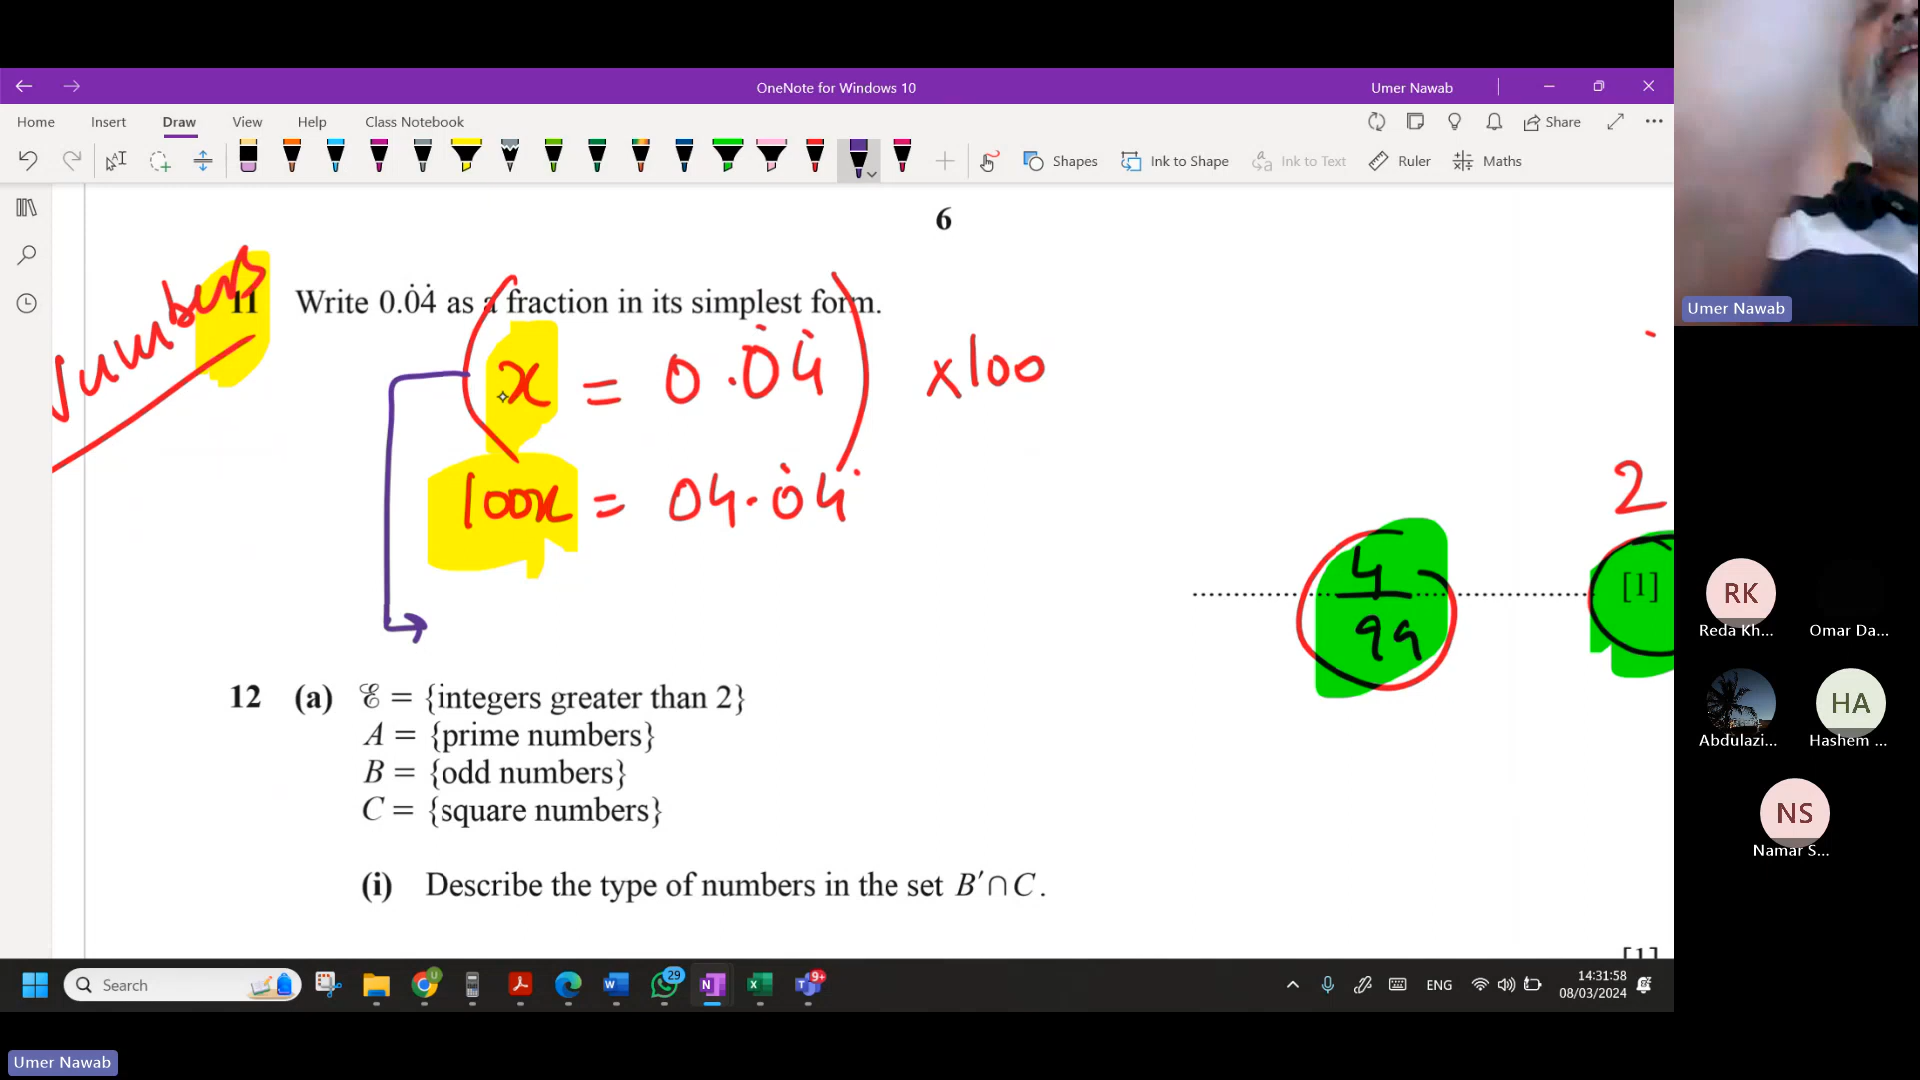 OneNote for Windows 10
Umer Nawab
Home Insert Draw View Help Class Notebook
Share
Shapes Ink to Shape Ink to Text Ruler Maths
6
Numbers
11 Write 0.0̇4̇ as a fraction in its simplest form.
x = 0.0̇4̇ ×100
100x = 04.0̇4̇
2
4
99
[1]
12 (a) ℰ = {integers greater than 2}
A = {prime numbers}
B = {odd numbers}
C = {square numbers}
(i) Describe the type of numbers in the set B′∩C.
[1]
Search
29
9+
ENG
14:31:58
08/03/2024
Umer Nawab
RK
Reda Kh...
Omar Da...
Abdulazi...
HA
Hashem ...
NS
Namar S...
Umer Nawab